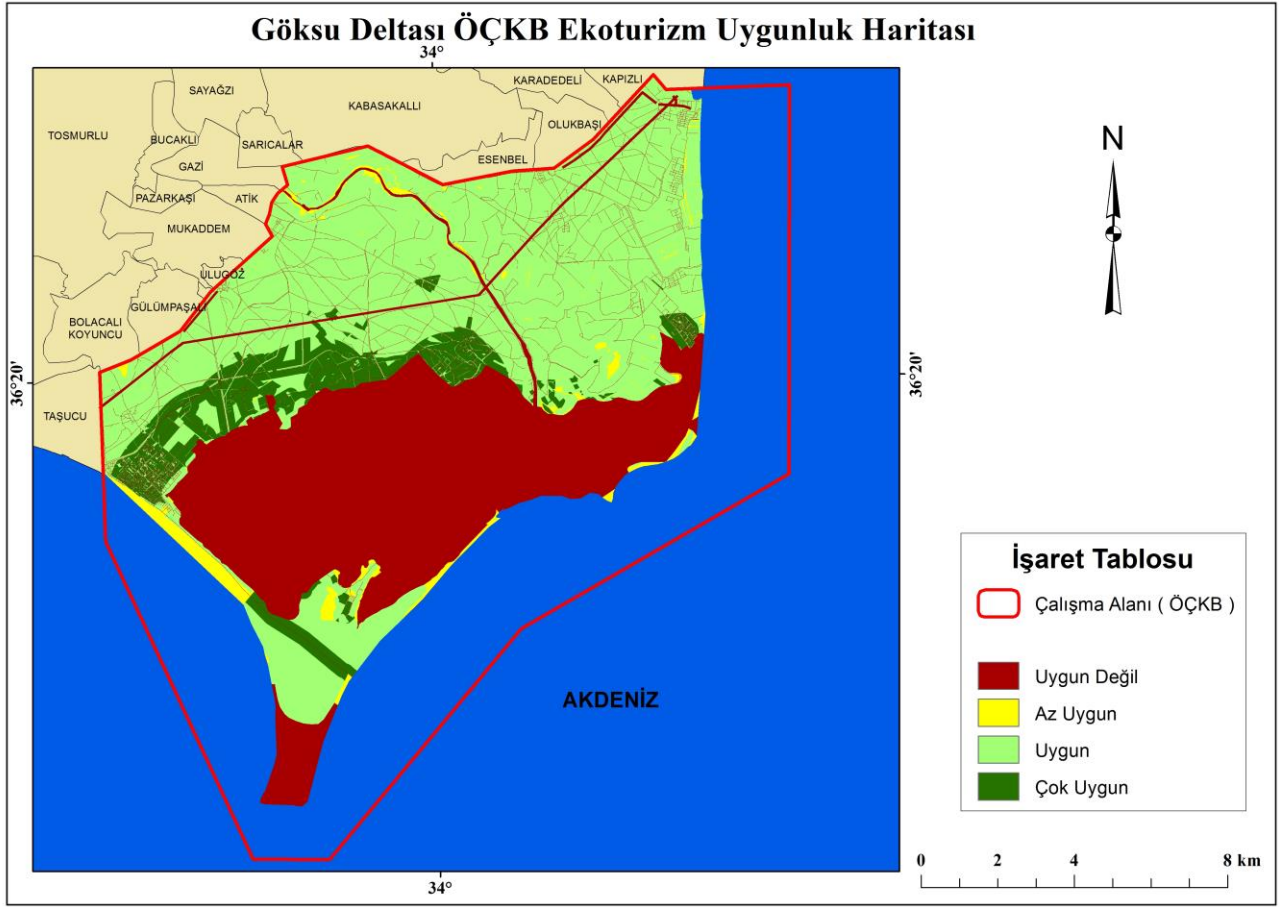 Göksu Deltası ÖÇKB Ekoturizm Uygunluk Haritası
34°
KARADEDELİ
KAPIZLI
SAYAĞZI
KABASAKALLI
OLUKBAŞI
TOSMURLU
BUCAKLI
SARICALAR
ESENBEL
GAZİ
PAZARKAŞI
ATİK
MUKADDEM
ULUGÖZ
GÜLÜMPAŞALI
BOLACALI
KOYUNCU
TAŞUCU
36°20'
36°20'
N
AKDENİZ
34°
İşaret Tablosu
Çalışma Alanı ( ÖÇKB )
Uygun Değil
Az Uygun
Uygun
Çok Uygun
0 2 4 8 km